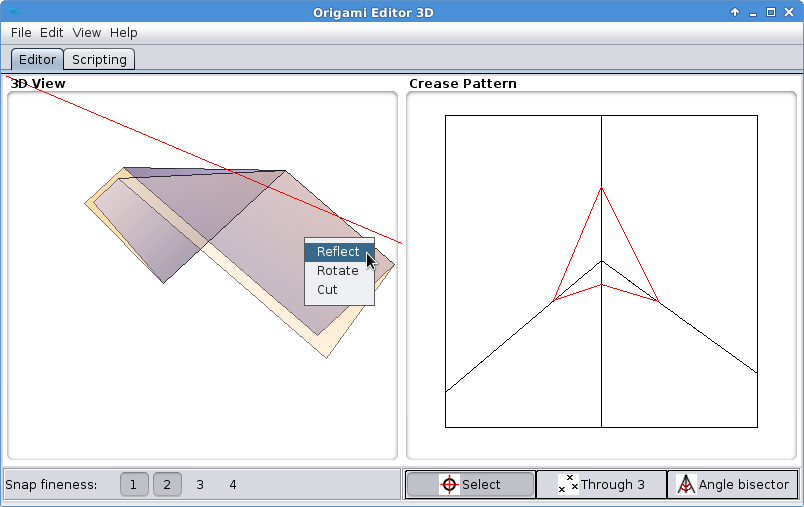 Origami Editor 3D
File Edit View Help
Editor Scripting
3D View
Crease Pattern
Reflect
Rotate
Cut
Snap fineness: 1 2 3 4
Select Through 3 Angle bisector